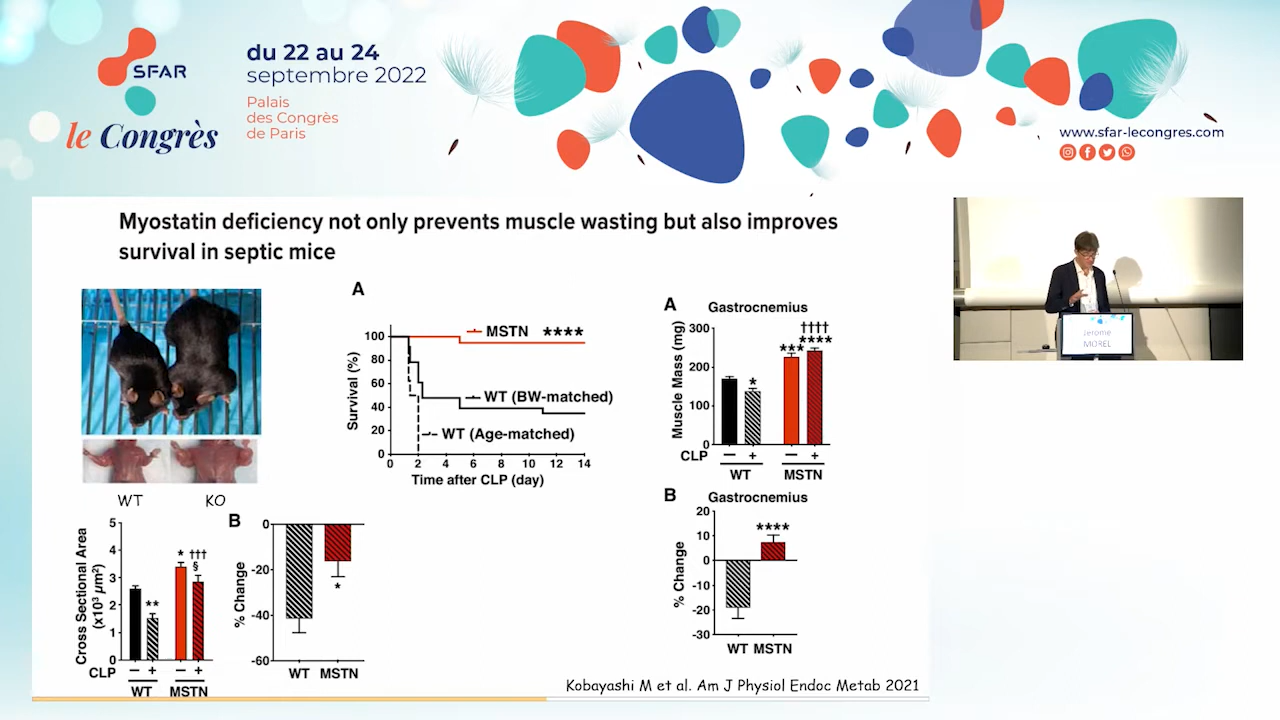 SFAR
le Congrès
du 22 au 24
septembre 2022
Palais
des Congrès
de Paris
www.sfar-lecongres.com
Myostatin deficiency not only prevents muscle wasting but also improves
survival in septic mice
WT KO
A
Survival (%)
100
80
60
40
20
0
MSTN ****
WT (BW-matched)
WT (Age-matched)
0 2 4 6 8 10 12 14
Time after CLP (day)
A
Gastrocnemius
Muscle Mass (mg)
300
200
100
0
***
*
††††
****
CLP − + − +
WT MSTN
Cross Sectional Area
(x10³ µm²)
5
4
3
2
1
0
**
*
†††
§
CLP − + − +
WT MSTN
B
% Change
0
-20
-40
-60
*
WT MSTN
B
Gastrocnemius
% Change
20
10
0
-10
-20
-30
****
WT MSTN
Kobayashi M et al. Am J Physiol Endoc Metab 2021
Jerome
MOREL